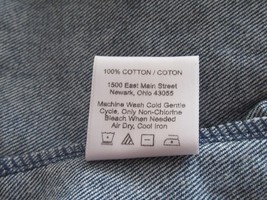 100% COTTON / COTON
1500 East Main Street
Newark, Ohio 43055
Machine Wash Cold Gentle
Cycle, Only Non-Chlorine
Bleach When Needed
Air Dry, Cool Iron